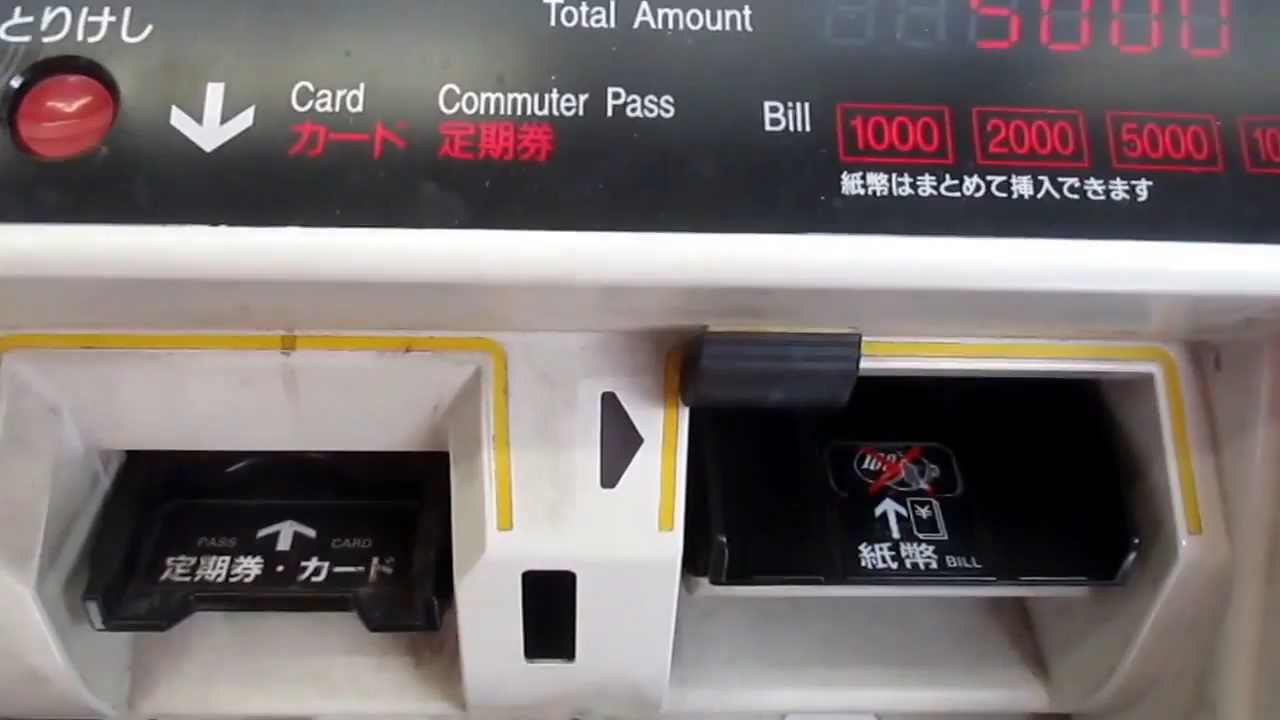 とりけし
Total Amount 5000
Card Commuter Pass Bill 1000 2000 5000
カード 定期券
紙幣はまとめて挿入できます
PASS CARD
定期券・カード
紙幣 BILL